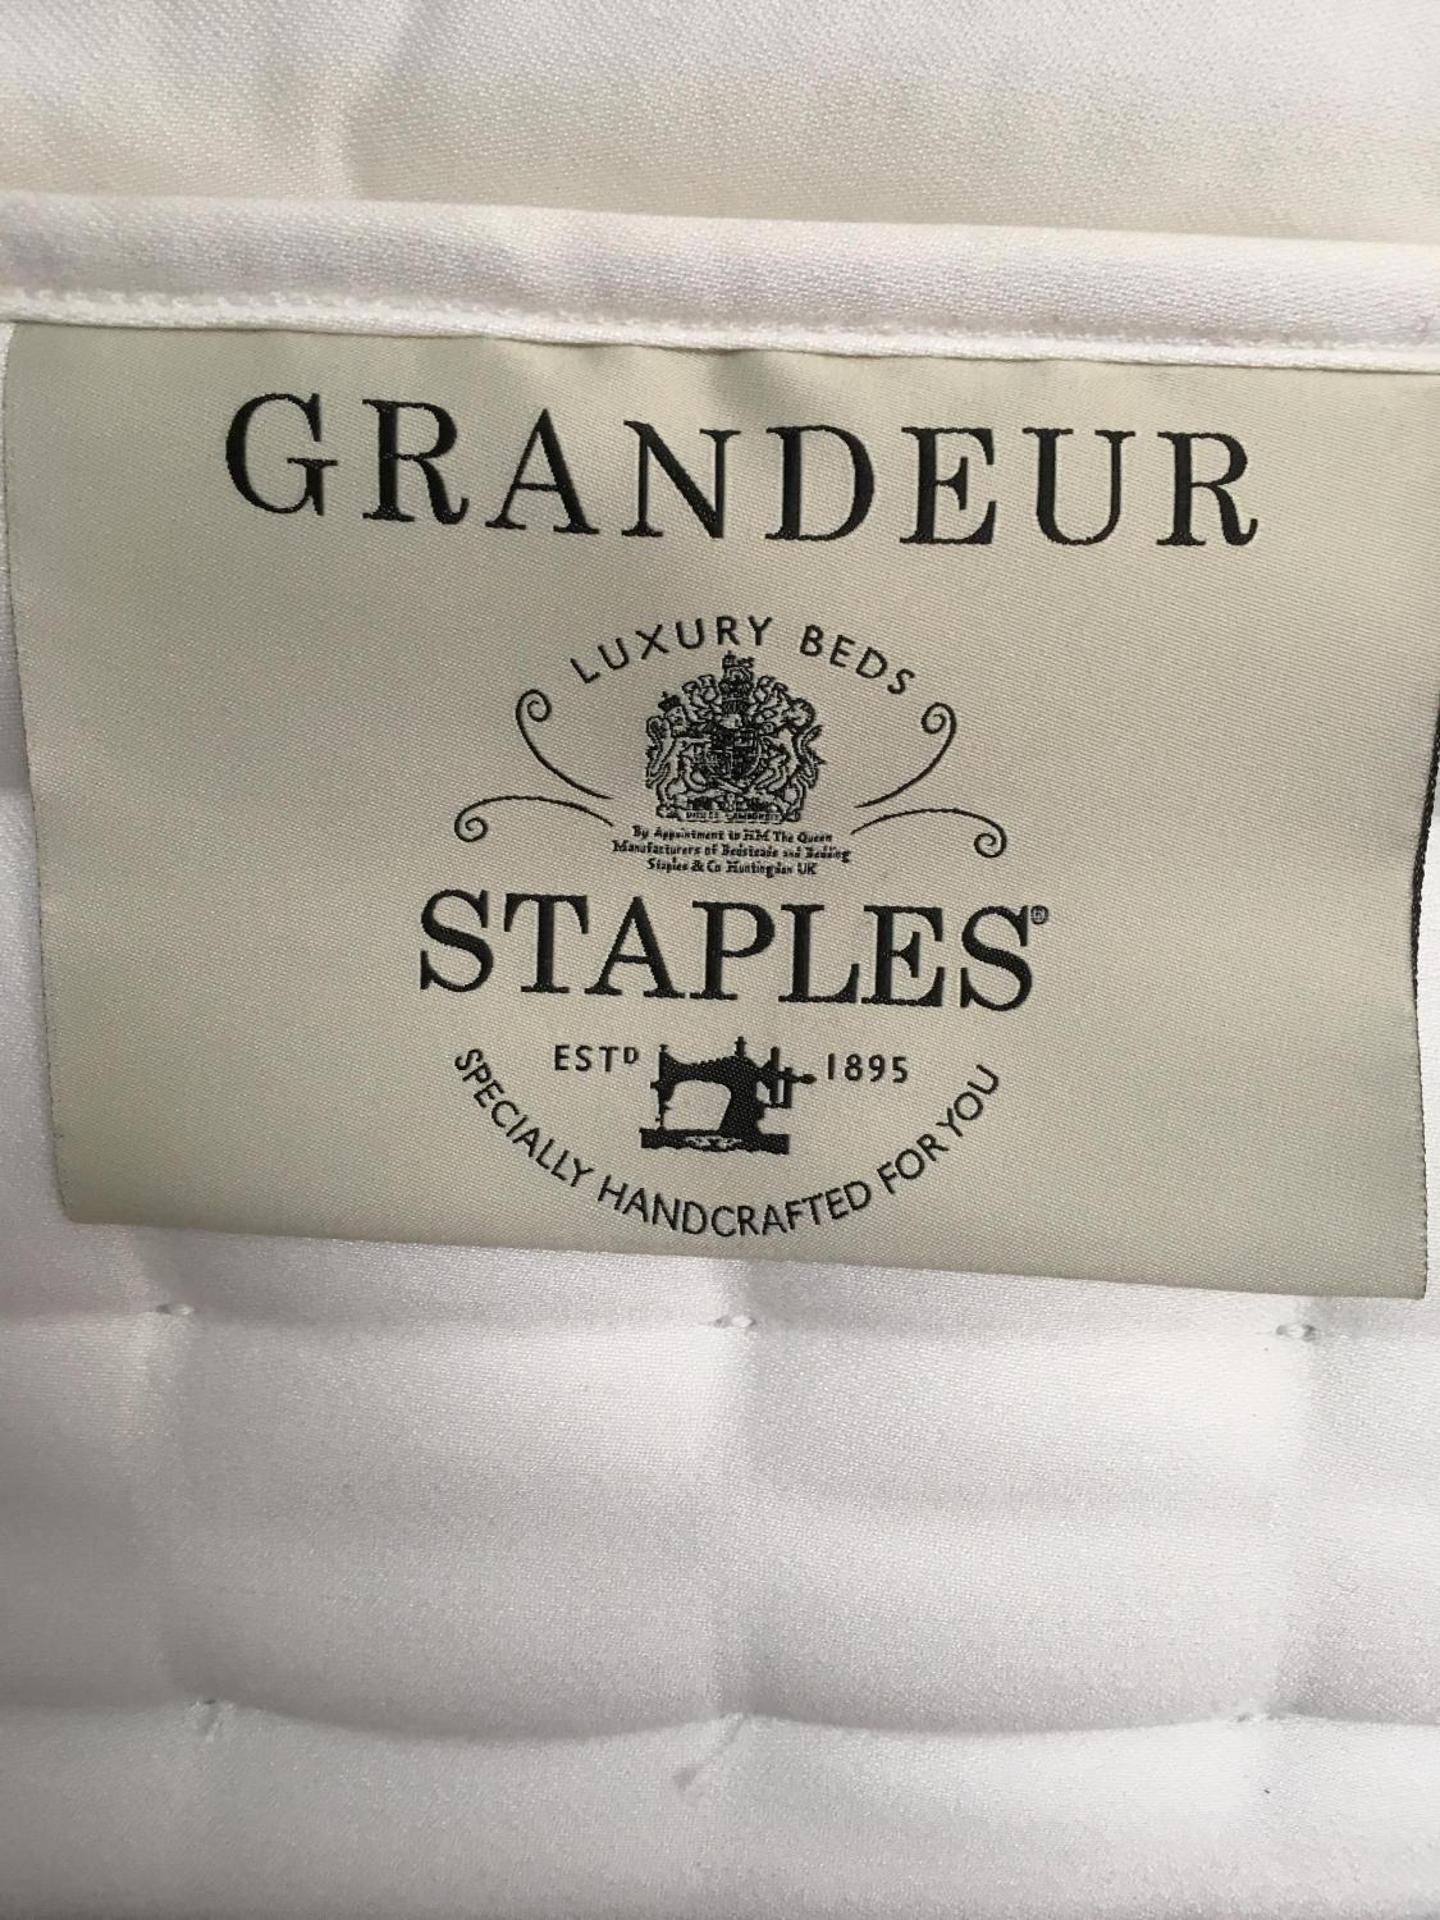 GRANDEUR
LUXURY BEDS
By Appointment to HM The Queen
Manufacturers of Bedsteads and Bedding
Staples & Co Huntingdon UK
STAPLES®
ESTD 1895
SPECIALLY HANDCRAFTED FOR YOU